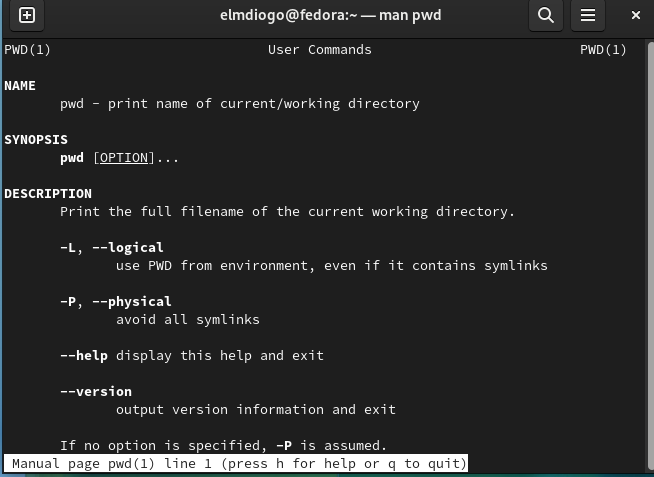 elmdiogo@fedora:~ — man pwd
PWD(1) User Commands PWD(1)
NAME
pwd - print name of current/working directory
SYNOPSIS
pwd [OPTION]...
DESCRIPTION
Print the full filename of the current working directory.
-L, --logical
use PWD from environment, even if it contains symlinks
-P, --physical
avoid all symlinks
--help display this help and exit
--version
output version information and exit
If no option is specified, -P is assumed.
Manual page pwd(1) line 1 (press h for help or q to quit)